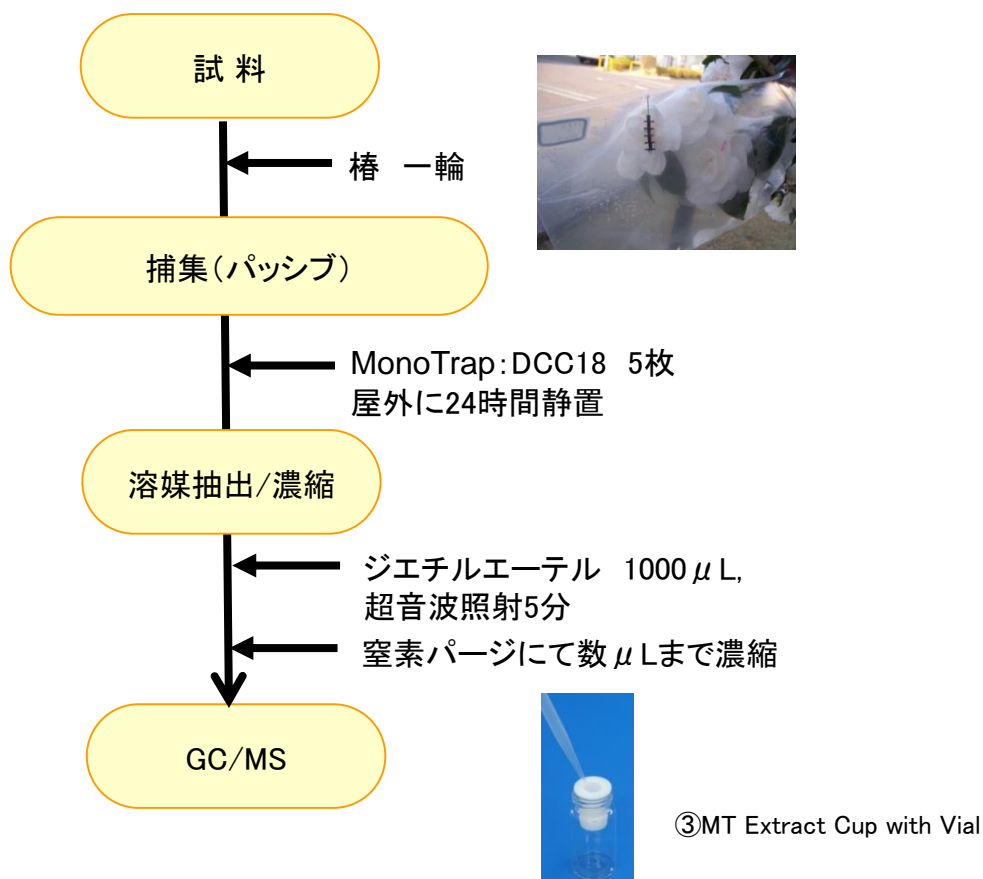 試 料
椿 一輪
捕集(パッシブ)
MonoTrap:DCC18 5枚
屋外に24時間静置
溶媒抽出/濃縮
ジエチルエーテル 1000μL,
超音波照射5分
窒素パージにて数μLまで濃縮
GC/MS
③MT Extract Cup with Vial